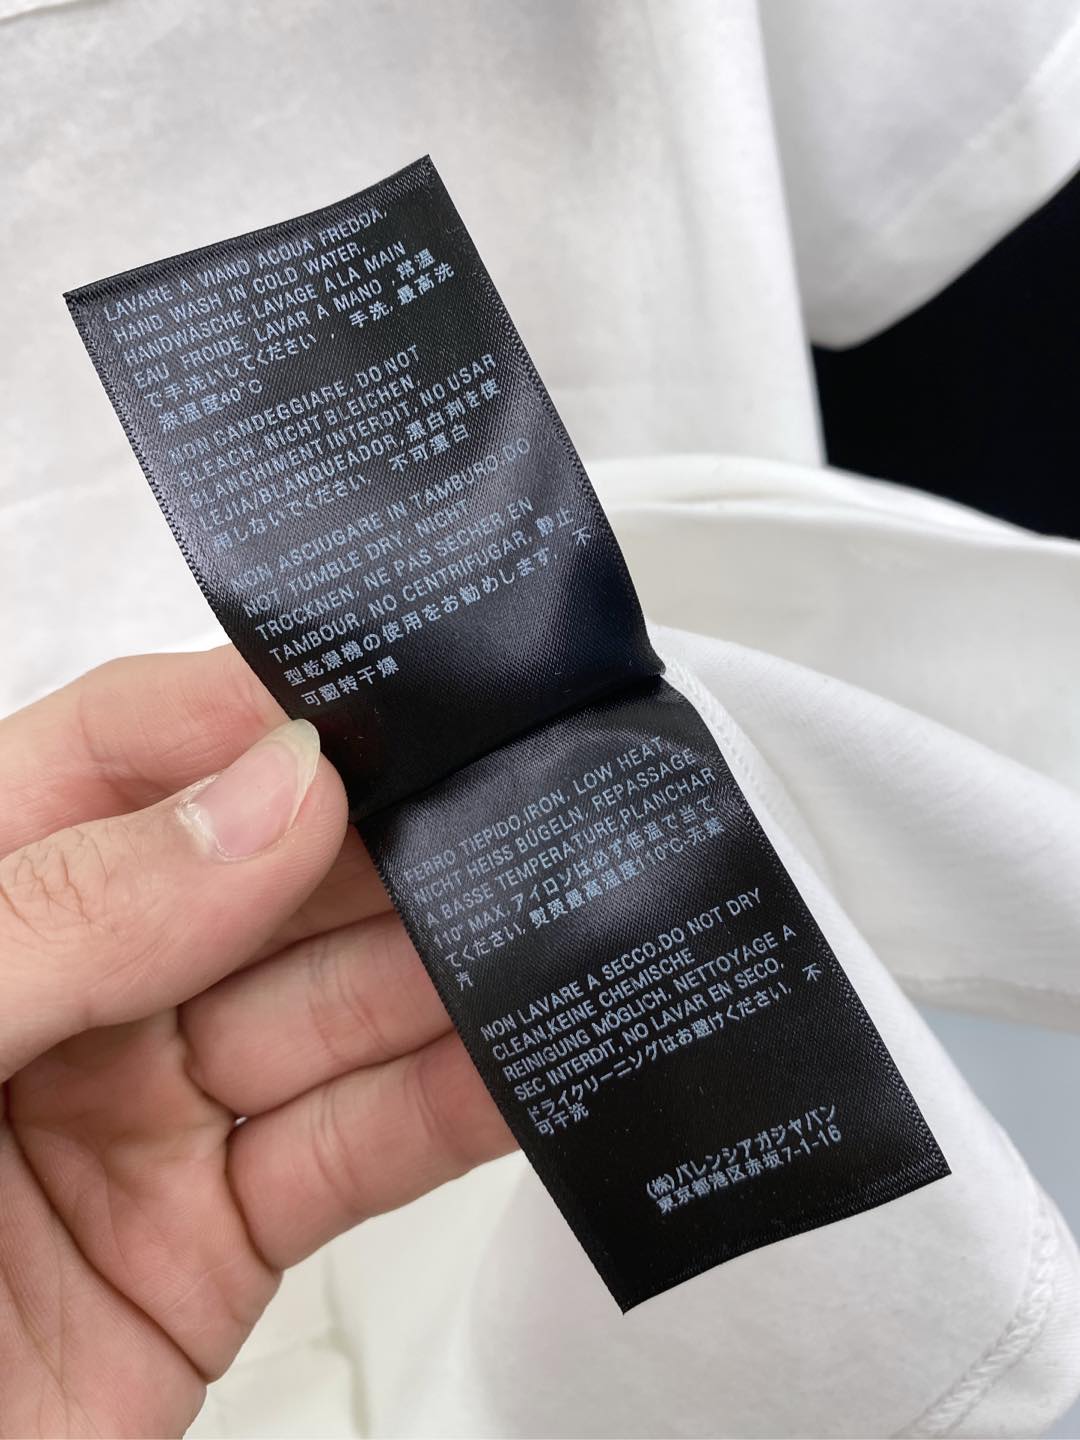 LAVARE A VIANO ACQUA FREDDA,
HAND WASH IN COLD WATER,
HANDWÄSCHE, LAVAGE A LA MAIN
EAU FROIDE, LAVAR A MANO ,常温
で手洗いしてください , 手洗,最高洗
涤温度40°C
NON CANDEGGIARE, DO NOT
BLEACH, NICHT BLEICHEN,
BLANCHIMENT INTERDIT, NO USAR
LEJIA/BLANQUEADOR, 漂白剤を使
用しないでください 不可漂白
NON ASCIUGARE IN TAMBURO.DO
NOT TUMBLE DRY, NICHT
TROCKNEN, NE PAS SECHER EN
TAMBOUR, NO CENTRIFUGAR, 静止
型乾燥機の使用をお勧めします, 不
可翻转干燥
FERRO TIEPIDO,IRON, LOW HEAT,
NICHT HEISS BÜGELN, REPASSAGE
A BASSE TEMPERATURE,PLANCHAR
110° MAX,アイロンは必ず低温で当て
てください, 熨烫最高温度110°C-无蒸
汽
NON LAVARE A SECCO,DO NOT DRY
CLEAN,KEINE CHEMISCHE
REINIGUNG MÖGLICH, NETTOYAGE A
SEC INTERDIT, NO LAVAR EN SECO,
ドライクリーニングはお避けください, 不
可干洗
(株)バレンシアガジャパン
東京都港区赤坂7-1-16